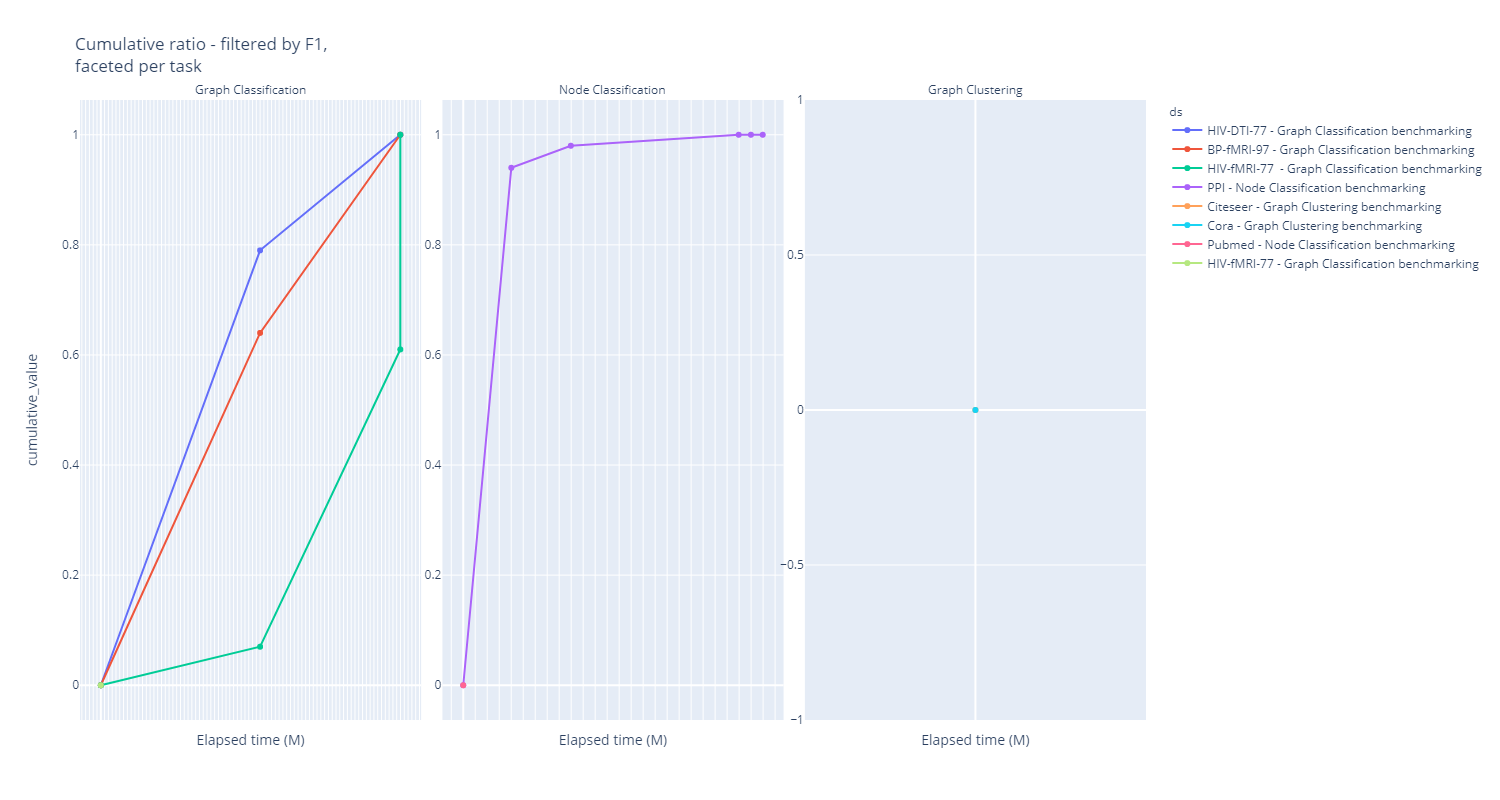 Cumulative ratio - filtered by F1,
faceted per task
Graph Classification
Node Classification
Graph Clustering
cumulative_value
1
0.8
0.6
0.4
0.2
0
1
0.8
0.6
0.4
0.2
0
1
0.5
0
−0.5
−1
Elapsed time (M)
Elapsed time (M)
Elapsed time (M)
ds
HIV-DTI-77 - Graph Classification benchmarking
BP-fMRI-97 - Graph Classification benchmarking
HIV-fMRI-77  - Graph Classification benchmarking
PPI - Node Classification benchmarking
Citeseer - Graph Clustering benchmarking
Cora - Graph Clustering benchmarking
Pubmed - Node Classification benchmarking
HIV-fMRI-77 - Graph Classification benchmarking